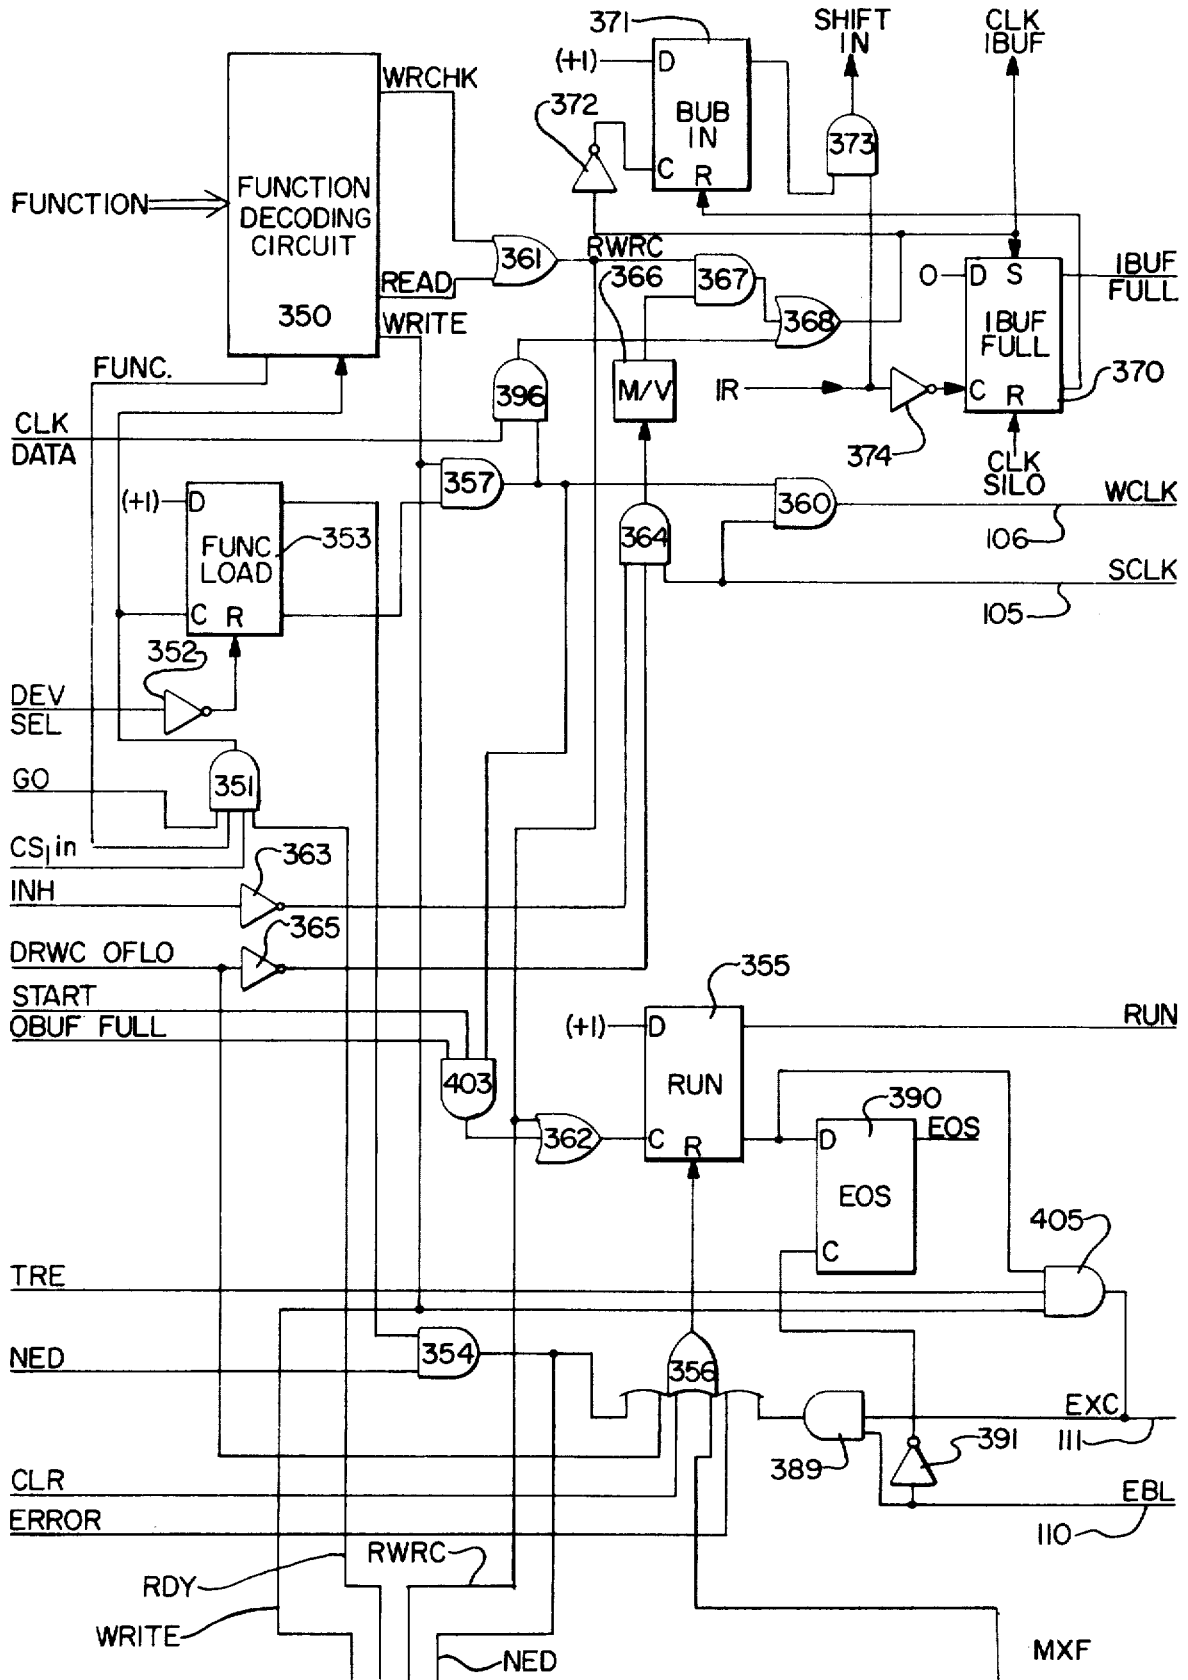 371
SHIFT
IN
CLK
IBUF
(+1)
D
WRCHK
372
BUB
IN
373
C
R
FUNCTION
FUNCTION
DECODING
CIRCUIT
361
RWRC
366
367
O
D
S
IBUF
FULL
READ
350
WRITE
368
IBUF
FULL
FUNC.
396
M/V
IR
C
R
370
CLK
DATA
374
CLK
SILO
357
360
WCLK
(+1)
D
353
364
106
FUNC
LOAD
SCLK
C
R
105
352
DEV
SEL
GO
351
CS1in
363
INH
365
DRWC OFLO
355
START
(+1)
D
RUN
OBUF FULL
403
RUN
390
D
EOS
362
C
R
EOS
405
C
TRE
NED
354
356
EXC
389
391
111
CLR
EBL
ERROR
110
RWRC
RDY
WRITE
NED
MXF